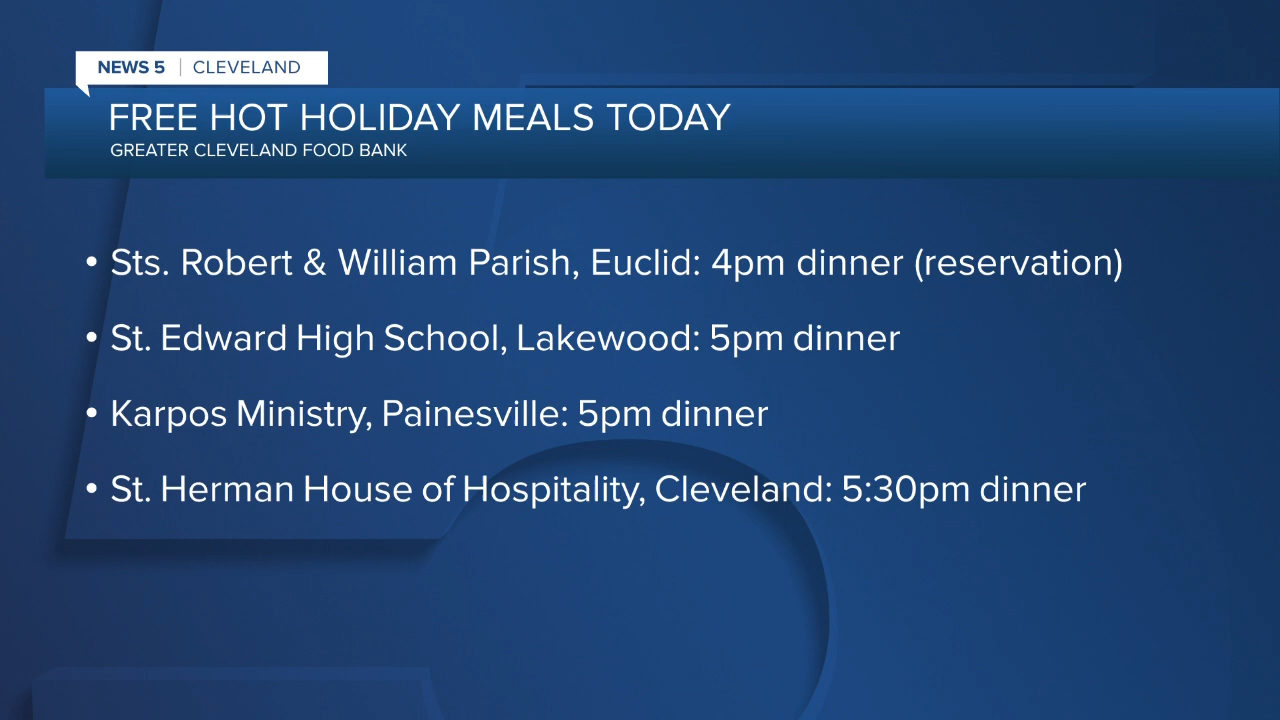 NEWS 5 | CLEVELAND
FREE HOT HOLIDAY MEALS TODAY
GREATER CLEVELAND FOOD BANK
• Sts. Robert & William Parish, Euclid: 4pm dinner (reservation)
• St. Edward High School, Lakewood: 5pm dinner
• Karpos Ministry, Painesville: 5pm dinner
• St. Herman House of Hospitality, Cleveland: 5:30pm dinner